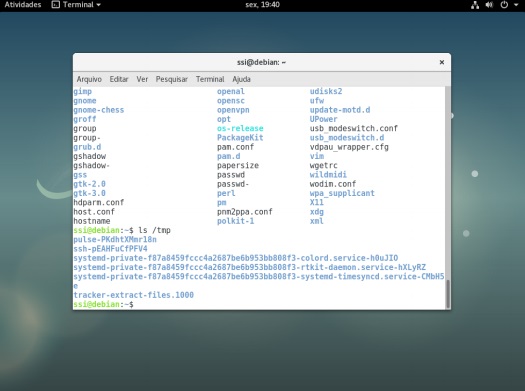 Atividades Terminal sex, 19:40
ssi@debian: ~
Arquivo Editar Ver Pesquisar Terminal Ajuda
gimp openal udisks2
gnome opensc ufw
gnome-chess openvpn update-motd.d
groff opt UPower
group os-release usb_modeswitch.conf
group- PackageKit usb_modeswitch.d
grub.d pam.conf vdpau_wrapper.cfg
gshadow pam.d vim
gshadow- papersize wgetrc
gss passwd wildmidi
gtk-2.0 passwd- wodim.conf
gtk-3.0 perl wpa_supplicant
hdparm.conf pm X11
host.conf pnm2ppa.conf xdg
hostname polkit-1 xml
ssi@debian:~$ ls /tmp
pulse-PKdhtXMmr18n
ssh-pEAHFuCfPFV4
systemd-private-f87a8459fccc4a2687be6b953bb808f3-colord.service-h0uJIO
systemd-private-f87a8459fccc4a2687be6b953bb808f3-rtkit-daemon.service-hXLyRZ
systemd-private-f87a8459fccc4a2687be6b953bb808f3-systemd-timesyncd.service-CMbH5
e
tracker-extract-files.1000
ssi@debian:~$